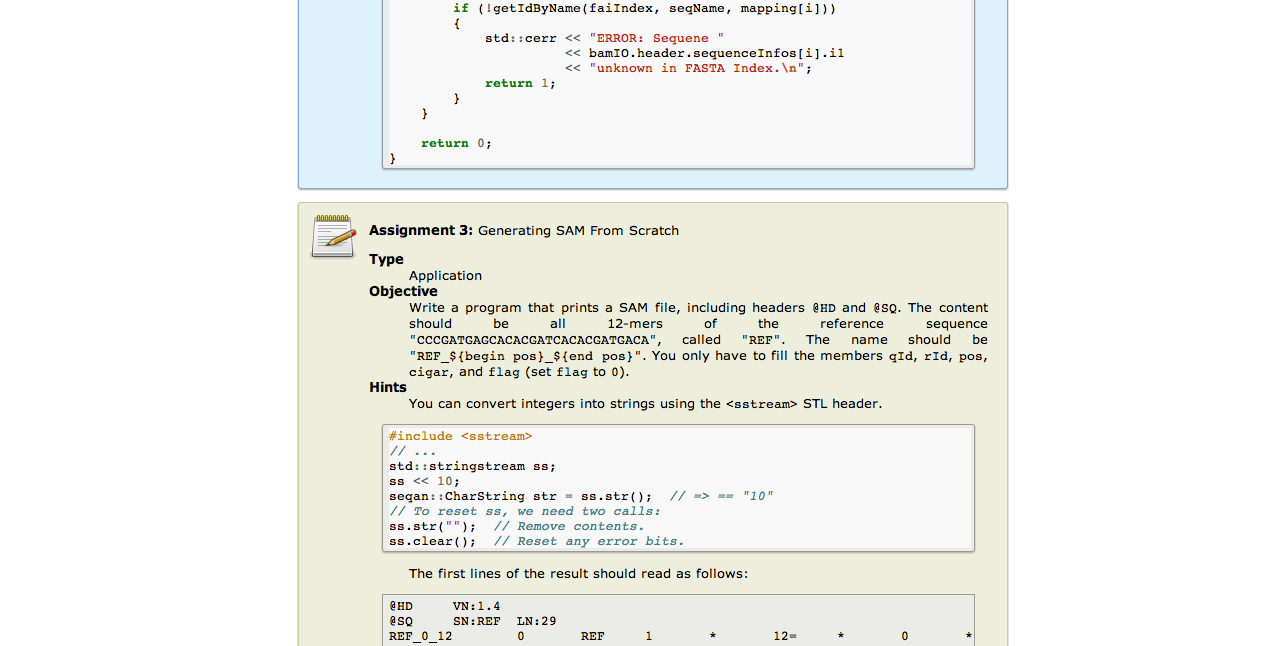 if (!getIdByName(faiIndex, seqName, mapping[i]))
{
std::cerr << "ERROR: Sequene "
<< bamIO.header.sequenceInfos[i].i1
<< "unknown in FASTA Index.\n";
return 1;
}
}
return 0;
}
Assignment 3: Generating SAM From Scratch
Type
Application
Objective
Write a program that prints a SAM file, including headers @HD and @SQ. The content
should be all 12-mers of the reference sequence
"CCCGATGAGCACACGATCACACGATGACA", called "REF". The name should be
"REF_${begin pos}_${end pos}". You only have to fill the members qId, rId, pos,
cigar, and flag (set flag to 0).
Hints
You can convert integers into strings using the <sstream> STL header.
#include <sstream>
// ...
std::stringstream ss;
ss << 10;
seqan::CharString str = ss.str();  // => == "10"
// To reset ss, we need two calls:
ss.str("");  // Remove contents.
ss.clear();  // Reset any error bits.
The first lines of the result should read as follows:
@HD VN:1.4
@SQ SN:REF LN:29
REF_0_12 0 REF 1 * 12= * 0 *